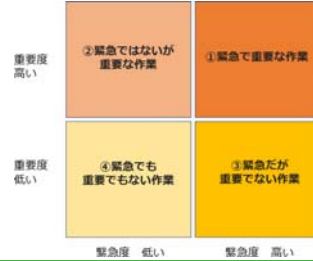 重要度
高い
②緊急ではないが
重要な作業
①緊急で重要な作業
重要度
低い
④緊急でも
重要でもない作業
③緊急だが
重要でない作業
緊急度　低い
緊急度　高い